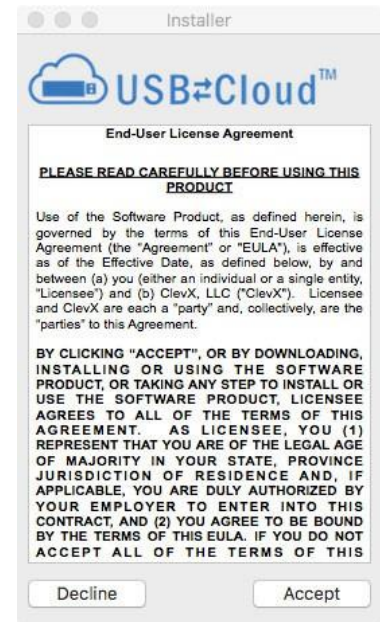 Installer
USB⇄Cloud™
End-User License Agreement
PLEASE READ CAREFULLY BEFORE USING THIS
PRODUCT
Use of the Software Product, as defined herein, is
governed by the terms of this End-User License
Agreement (the "Agreement" or "EULA"), is effective
as of the Effective Date, as defined below, by and
between (a) you (either an individual or a single entity,
"Licensee") and (b) ClevX, LLC ("ClevX"). Licensee
and ClevX are each a "party" and, collectively, are the
"parties" to this Agreement.
BY CLICKING “ACCEPT”, OR BY DOWNLOADING,
INSTALLING OR USING THE SOFTWARE
PRODUCT, OR TAKING ANY STEP TO INSTALL OR
USE THE SOFTWARE PRODUCT, LICENSEE
AGREES TO ALL OF THE TERMS OF THIS
AGREEMENT. AS LICENSEE, YOU (1)
REPRESENT THAT YOU ARE OF THE LEGAL AGE
OF MAJORITY IN YOUR STATE, PROVINCE
JURISDICTION OF RESIDENCE AND, IF
APPLICABLE, YOU ARE DULY AUTHORIZED BY
YOUR EMPLOYER TO ENTER INTO THIS
CONTRACT, AND (2) YOU AGREE TO BE BOUND
BY THE TERMS OF THIS EULA. IF YOU DO NOT
ACCEPT ALL OF THE TERMS OF THIS
Decline
Accept